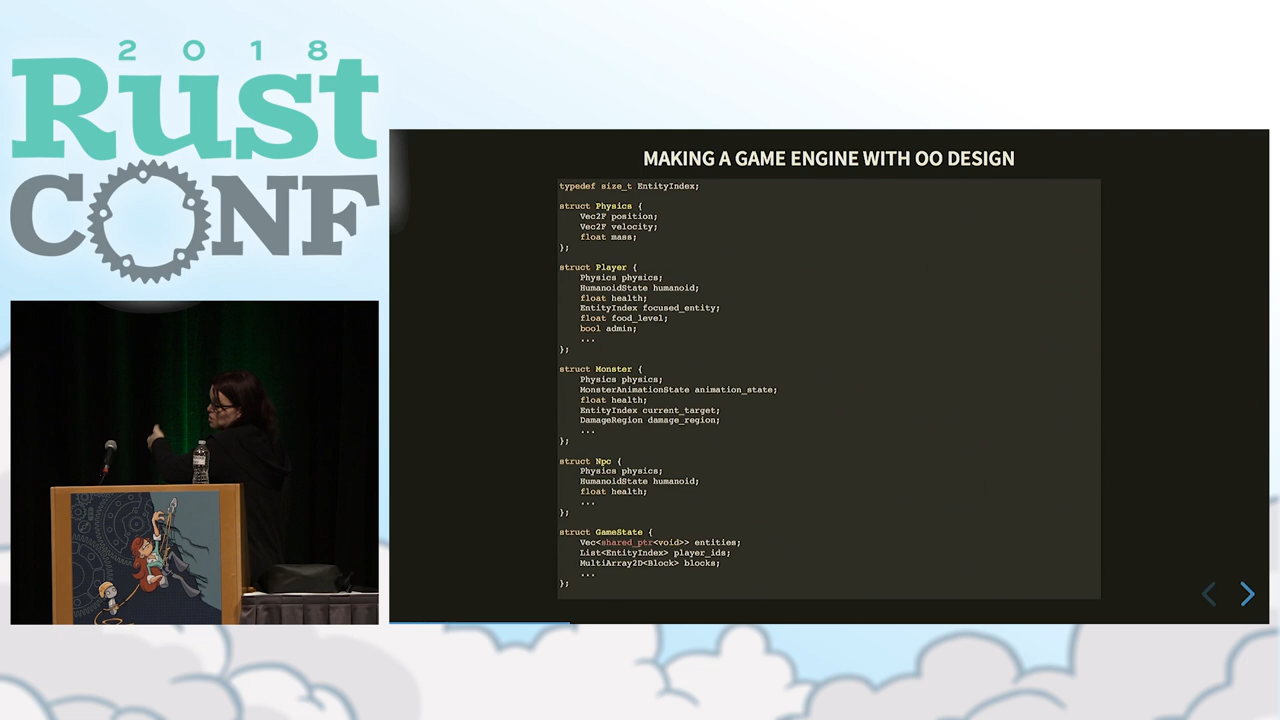 2018
Rust
CONF
MAKING A GAME ENGINE WITH OO DESIGN
typedef size_t EntityIndex;
struct Physics {
Vec2F position;
Vec2F velocity;
float mass;
};
struct Player {
Physics physics;
HumanoidState humanoid;
float health;
EntityIndex focused_entity;
float food_level;
bool admin;
...
};
struct Monster {
Physics physics;
MonsterAnimationState animation_state;
float health;
EntityIndex current_target;
DamageRegion damage_region;
...
};
struct Npc {
Physics physics;
HumanoidState humanoid;
float health;
...
};
struct GameState {
Vec<shared_ptr<void>> entities;
List<EntityIndex> player_ids;
MultiArray2D<Block> blocks;
...
};